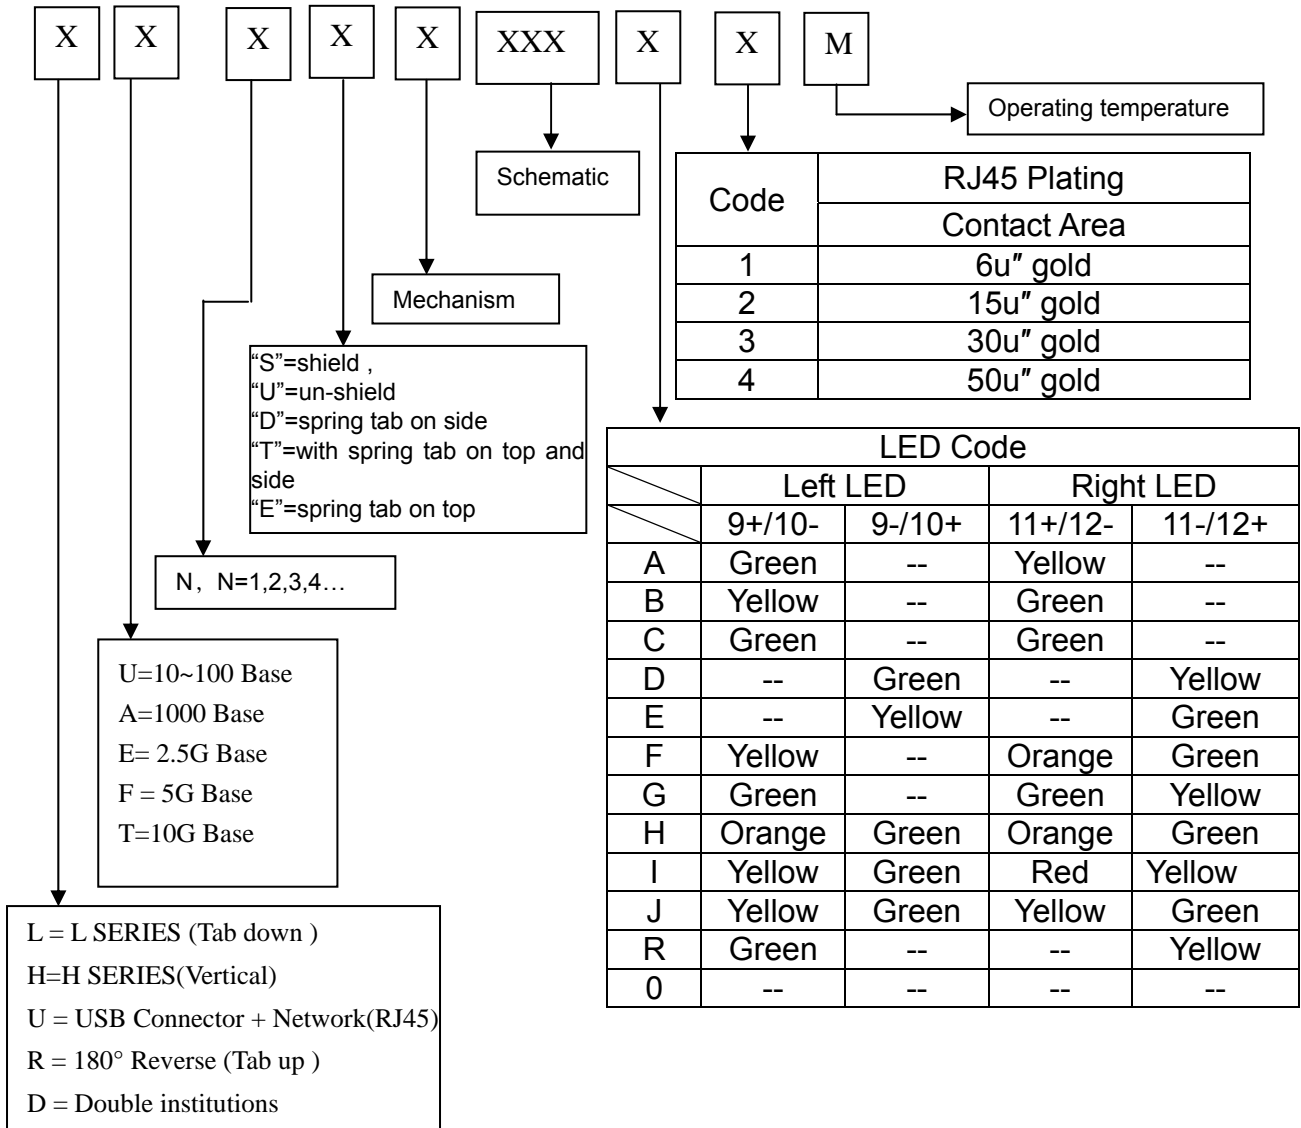 X X X X X XXX X X M
Operating temperature
Schematic
Mechanism
Code RJ45 Plating
Contact Area
1 6u″ gold
2 15u″ gold
3 30u″ gold
4 50u″ gold
“S”=shield ,
“U”=un-shield
“D”=spring tab on side
“T”=with spring tab on top and
side
“E”=spring tab on top
N，N=1,2,3,4…
U=10~100 Base
A=1000 Base
E= 2.5G Base
F = 5G Base
T=10G Base
L = L SERIES (Tab down )
H=H SERIES(Vertical)
U = USB Connector + Network(RJ45)
R = 180° Reverse (Tab up )
D = Double institutions
LED Code
Left LED Right LED
9+/10- 9-/10+ 11+/12- 11-/12+
A Green -- Yellow --
B Yellow -- Green --
C Green -- Green --
D -- Green -- Yellow
E -- Yellow -- Green
F Yellow -- Orange Green
G Green -- Green Yellow
H Orange Green Orange Green
I Yellow Green Red Yellow
J Yellow Green Yellow Green
R Green -- -- Yellow
0 -- -- -- --